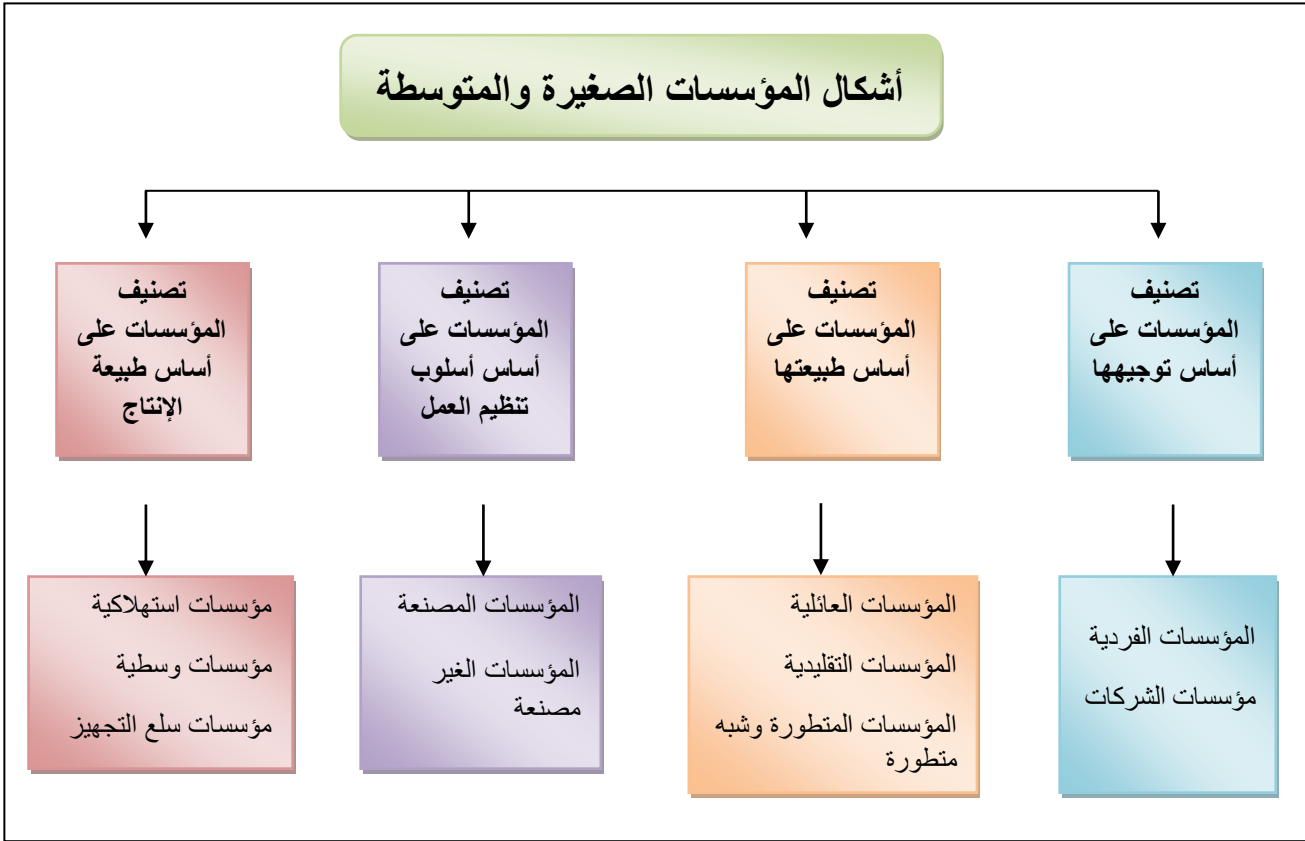 أشكال المؤسسات الصغيرة والمتوسطة
تصنيف
المؤسسات على
أساس توجيهها
تصنيف
المؤسسات على
أساس طبيعتها
تصنيف
المؤسسات على
أساس أسلوب
تنظيم العمل
تصنيف
المؤسسات على
أساس طبيعة
الإنتاج
المؤسسات الفردية
مؤسسات الشركات
المؤسسات العائلية
المؤسسات التقليدية
المؤسسات المتطورة وشبه
متطورة
المؤسسات المصنعة
المؤسسات الغير
مصنعة
مؤسسات استهلاكية
مؤسسات وسطية
مؤسسات سلع التجهيز